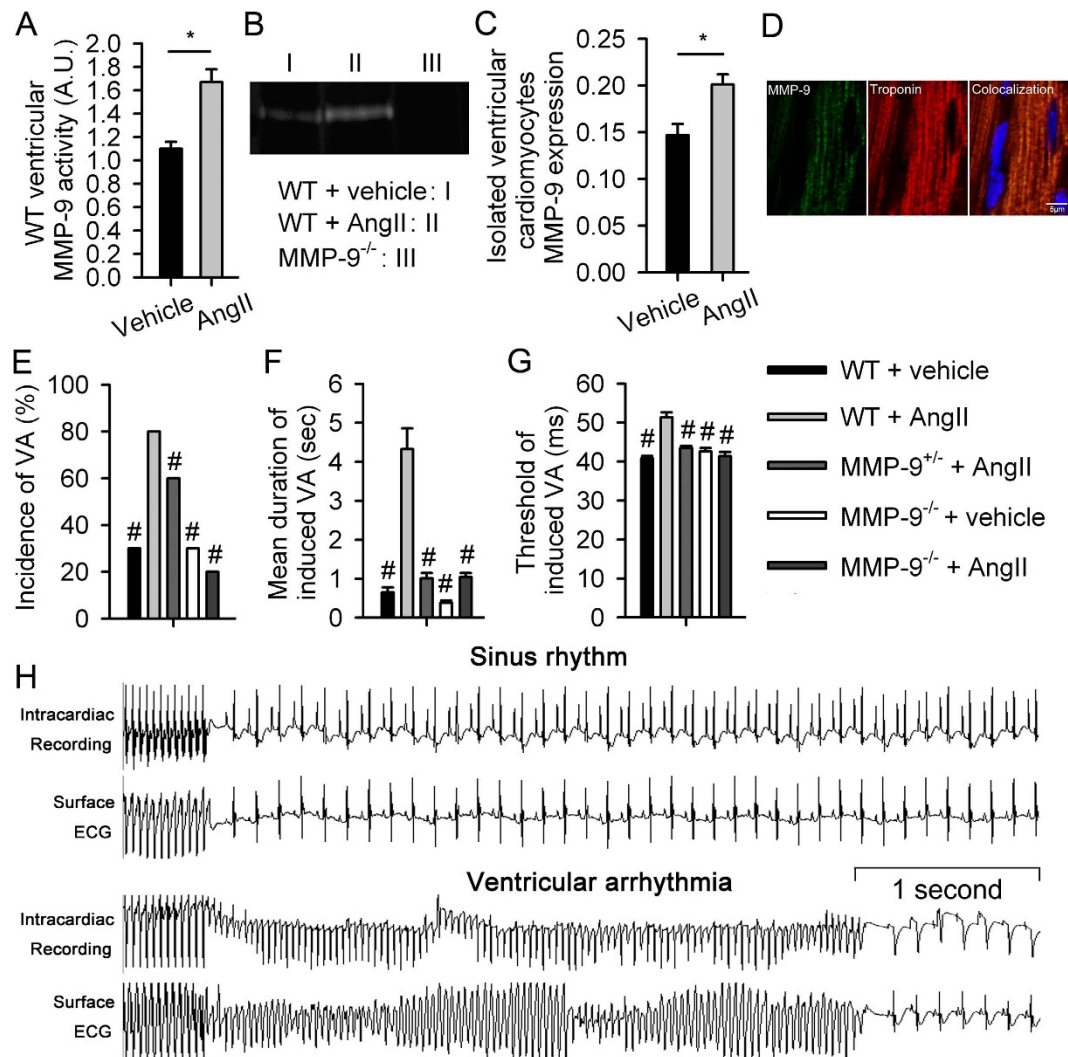 A
WT ventricular
MMP-9 activity (A.U.)
2.0
1.8
1.6
1.4
1.2
1.0
0.8
0.6
0.4
0.2
0.0
*
Vehicle
AngII
B
I II III
WT + vehicle : I
WT + AngII : II
MMP-9-/- : III
C
Isolated ventricular
cardiomyocytes
MMP-9 expression
0.25
0.20
0.15
0.10
0.05
0.00
*
Vehicle
AngII
D
MMP-9
Troponin
Colocalization
5µm
E
Incidence of VA (%)
100
80
60
40
20
0
# # # #
F
Mean duration of
induced VA (sec)
6
5
4
3
2
1
0
# # # #
G
Threshold of
induced VA (ms)
60
50
40
30
20
10
0
# # # #
WT + vehicle
WT + AngII
MMP-9+/- + AngII
MMP-9-/- + vehicle
MMP-9-/- + AngII
H
Sinus rhythm
Intracardiac
Recording
Surface
ECG
Ventricular arrhythmia
1 second
Intracardiac
Recording
Surface
ECG